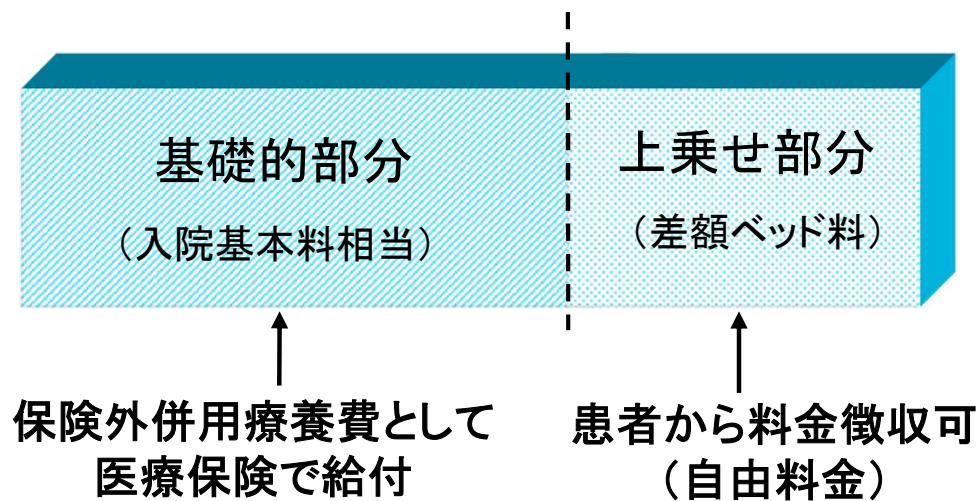 基礎的部分
（入院基本料相当）
上乗せ部分
（差額ベッド料）
保険外併用療養費として
医療保険で給付
患者から料金徴収可
（自由料金）